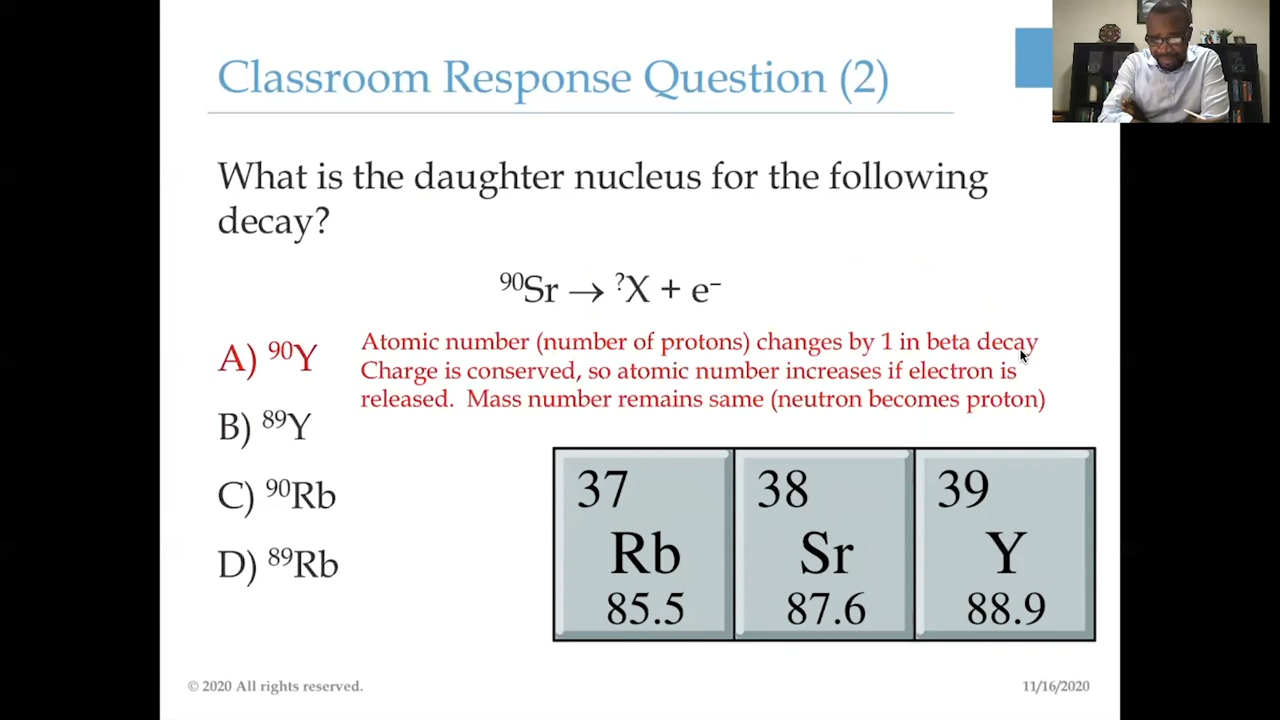 Classroom Response Question (2)
What is the daughter nucleus for the following
decay?
⁹⁰Sr → ?X + e⁻
A) ⁹⁰Y
Atomic number (number of protons) changes by 1 in beta decay
Charge is conserved, so atomic number increases if electron is
released.  Mass number remains same (neutron becomes proton)
B) ⁸⁹Y
C) ⁹⁰Rb
D) ⁸⁹Rb
37 38 39
Rb Sr Y
85.5 87.6 88.9
© 2020 All rights reserved.
11/16/2020